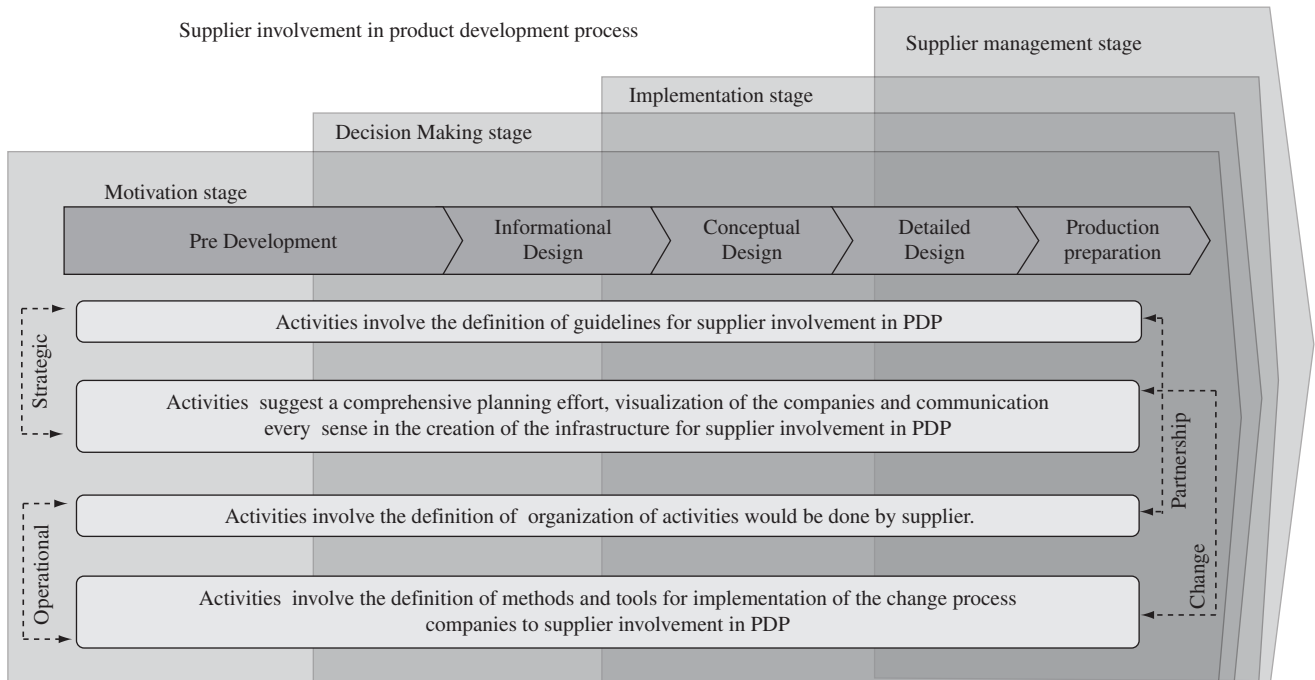 Supplier involvement in product development process
Supplier management stage
Implementation stage
Decision Making stage
Motivation stage
Pre Development
Informational
Design
Conceptual
Design
Detailed
Design
Production
preparation
Strategic
Activities involve the definition of guidelines for supplier involvement in PDP
Activities suggest a comprehensive planning effort, visualization of the companies and communication
every sense in the creation of the infrastructure for supplier involvement in PDP
Partnership
Operational
Activities involve the definition of organization of activities would be done by supplier.
Activities involve the definition of methods and tools for implementation of the change process
companies to supplier involvement in PDP
Change